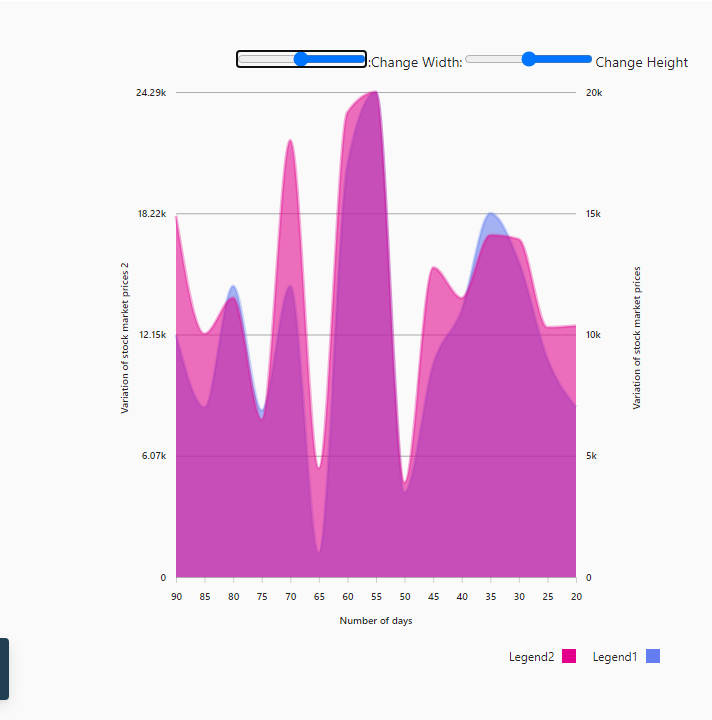 :Change Width: Change Height
24.29k 20k
18.22k 15k
Variation of stock market prices 2
Variation of stock market prices
12.15k 10k
6.07k 5k
0 0
90 85 80 75 70 65 60 55 50 45 40 35 30 25 20
Number of days
Legend2 Legend1